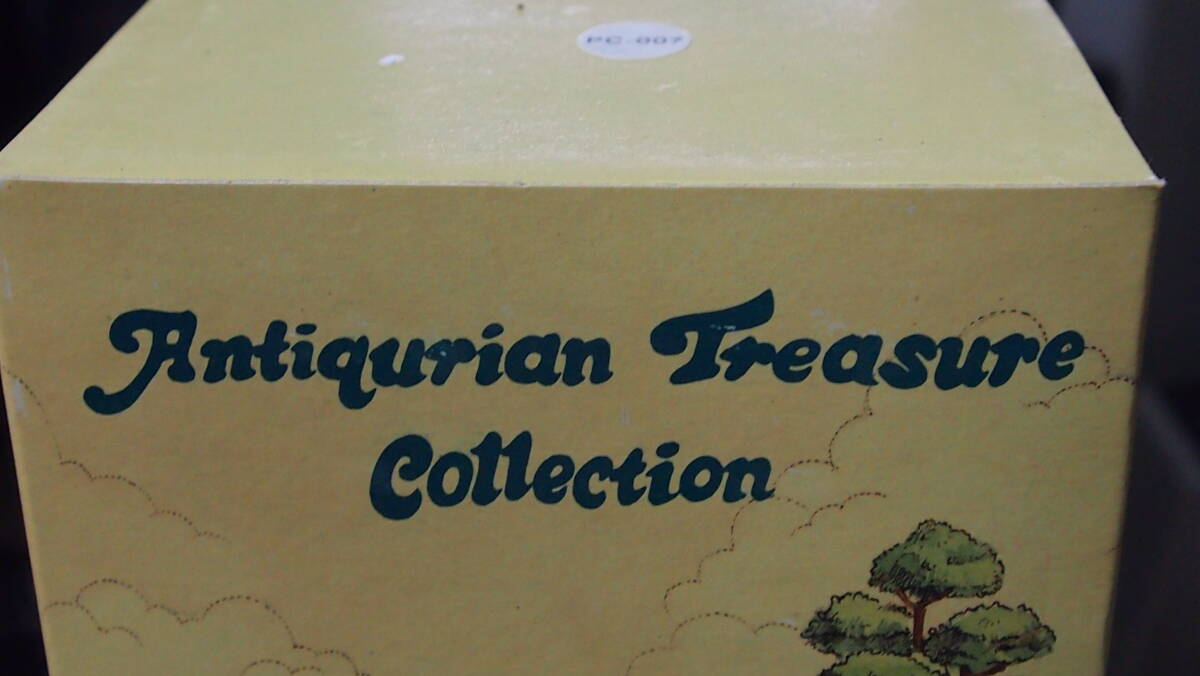 PC-007
Antiqurian Treasure
Collection